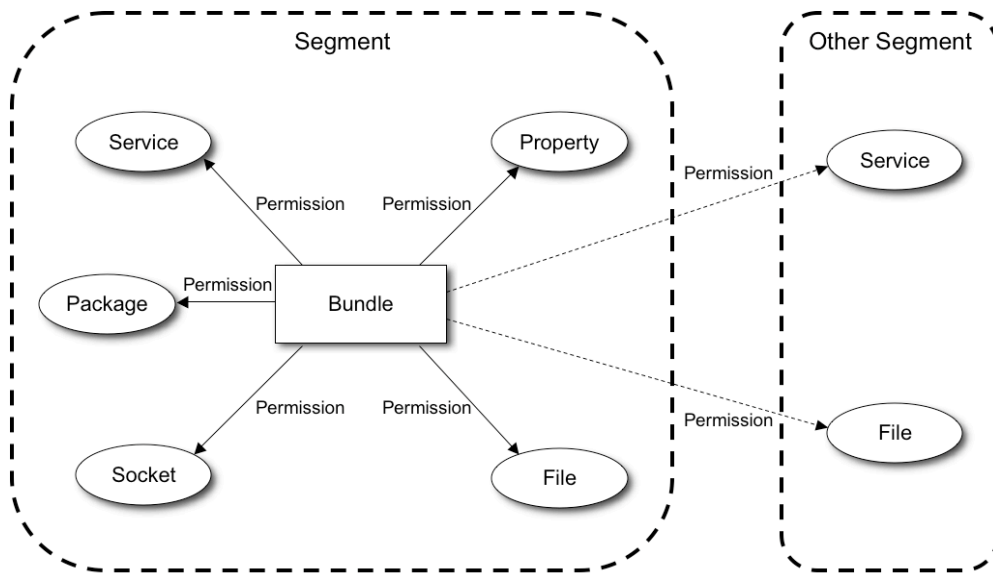 Segment
Other Segment
Service
Property
Service
Permission
Permission
Permission
Permission
Package
Bundle
Permission
Permission
Permission
Socket
File
File